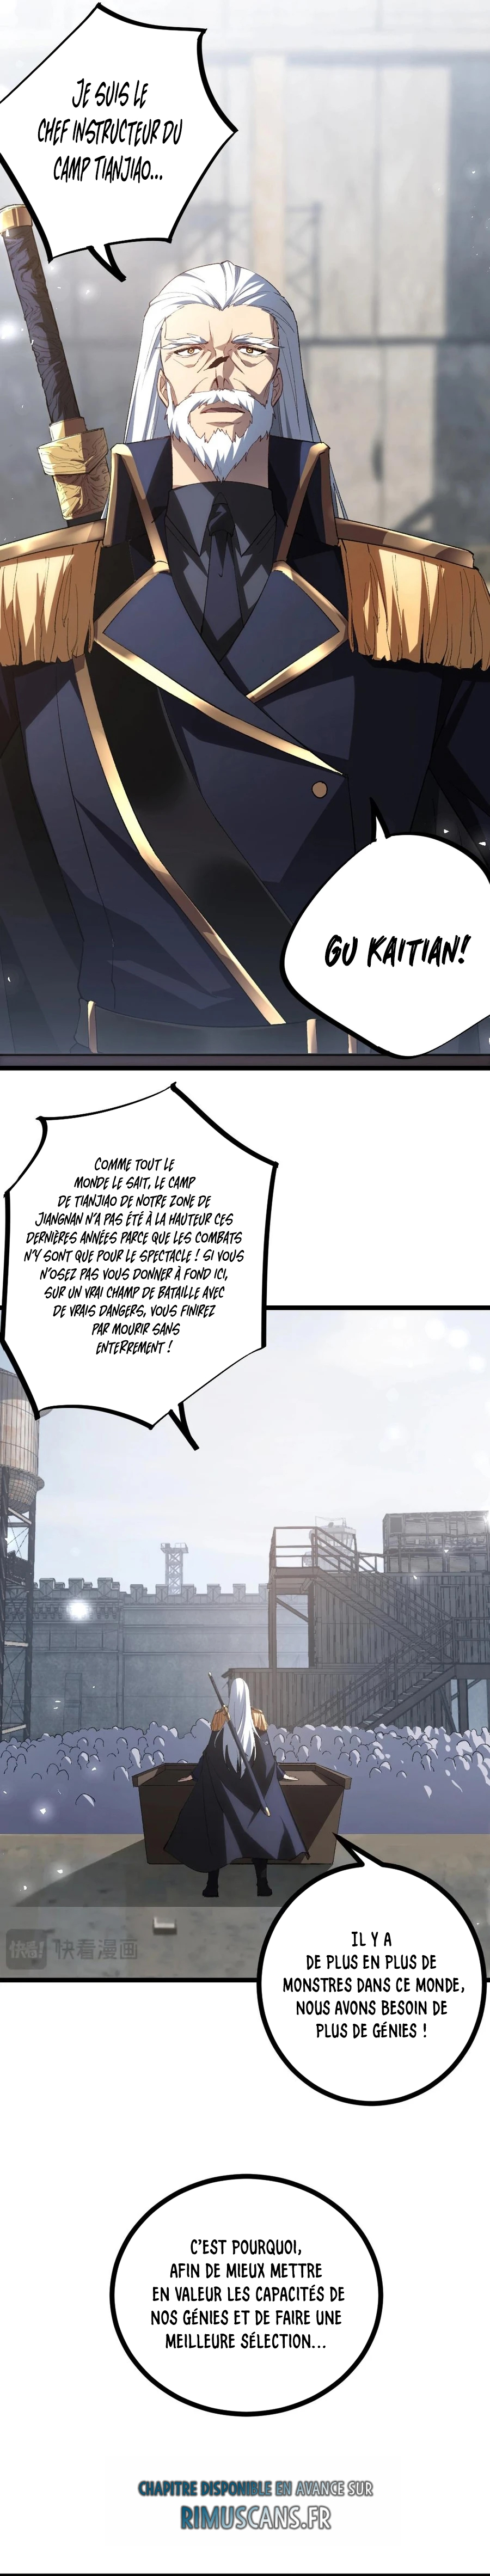 JE SUIS LE
CHEF INSTRUCTEUR DU
CAMP TIANJIAO...
GU KAITIAN!
COMME TOUT LE
MONDE LE SAIT, LE CAMP
DE TIANJIAO DE NOTRE ZONE DE
JIANGNAN N'A PAS ÉTÉ À LA HAUTEUR CES
DERNIÈRES ANNÉES PARCE QUE LES COMBATS
N'Y SONT QUE POUR LE SPECTACLE ! SI VOUS
N'OSEZ PAS VOUS DONNER À FOND ICI,
SUR UN VRAI CHAMP DE BATAILLE AVEC
DE VRAIS DANGERS, VOUS FINIREZ
PAR MOURIR SANS
ENTERREMENT !
快看! 快看漫画
IL Y A
DE PLUS EN PLUS DE
MONSTRES DANS CE MONDE,
NOUS AVONS BESOIN DE
PLUS DE GÉNIES !
C'EST POURQUOI,
AFIN DE MIEUX METTRE
EN VALEUR LES CAPACITÉS DE
NOS GÉNIES ET DE FAIRE UNE
MEILLEURE SÉLECTION...
CHAPITRE DISPONIBLE EN AVANCE SUR
RIMUSCANS.FR